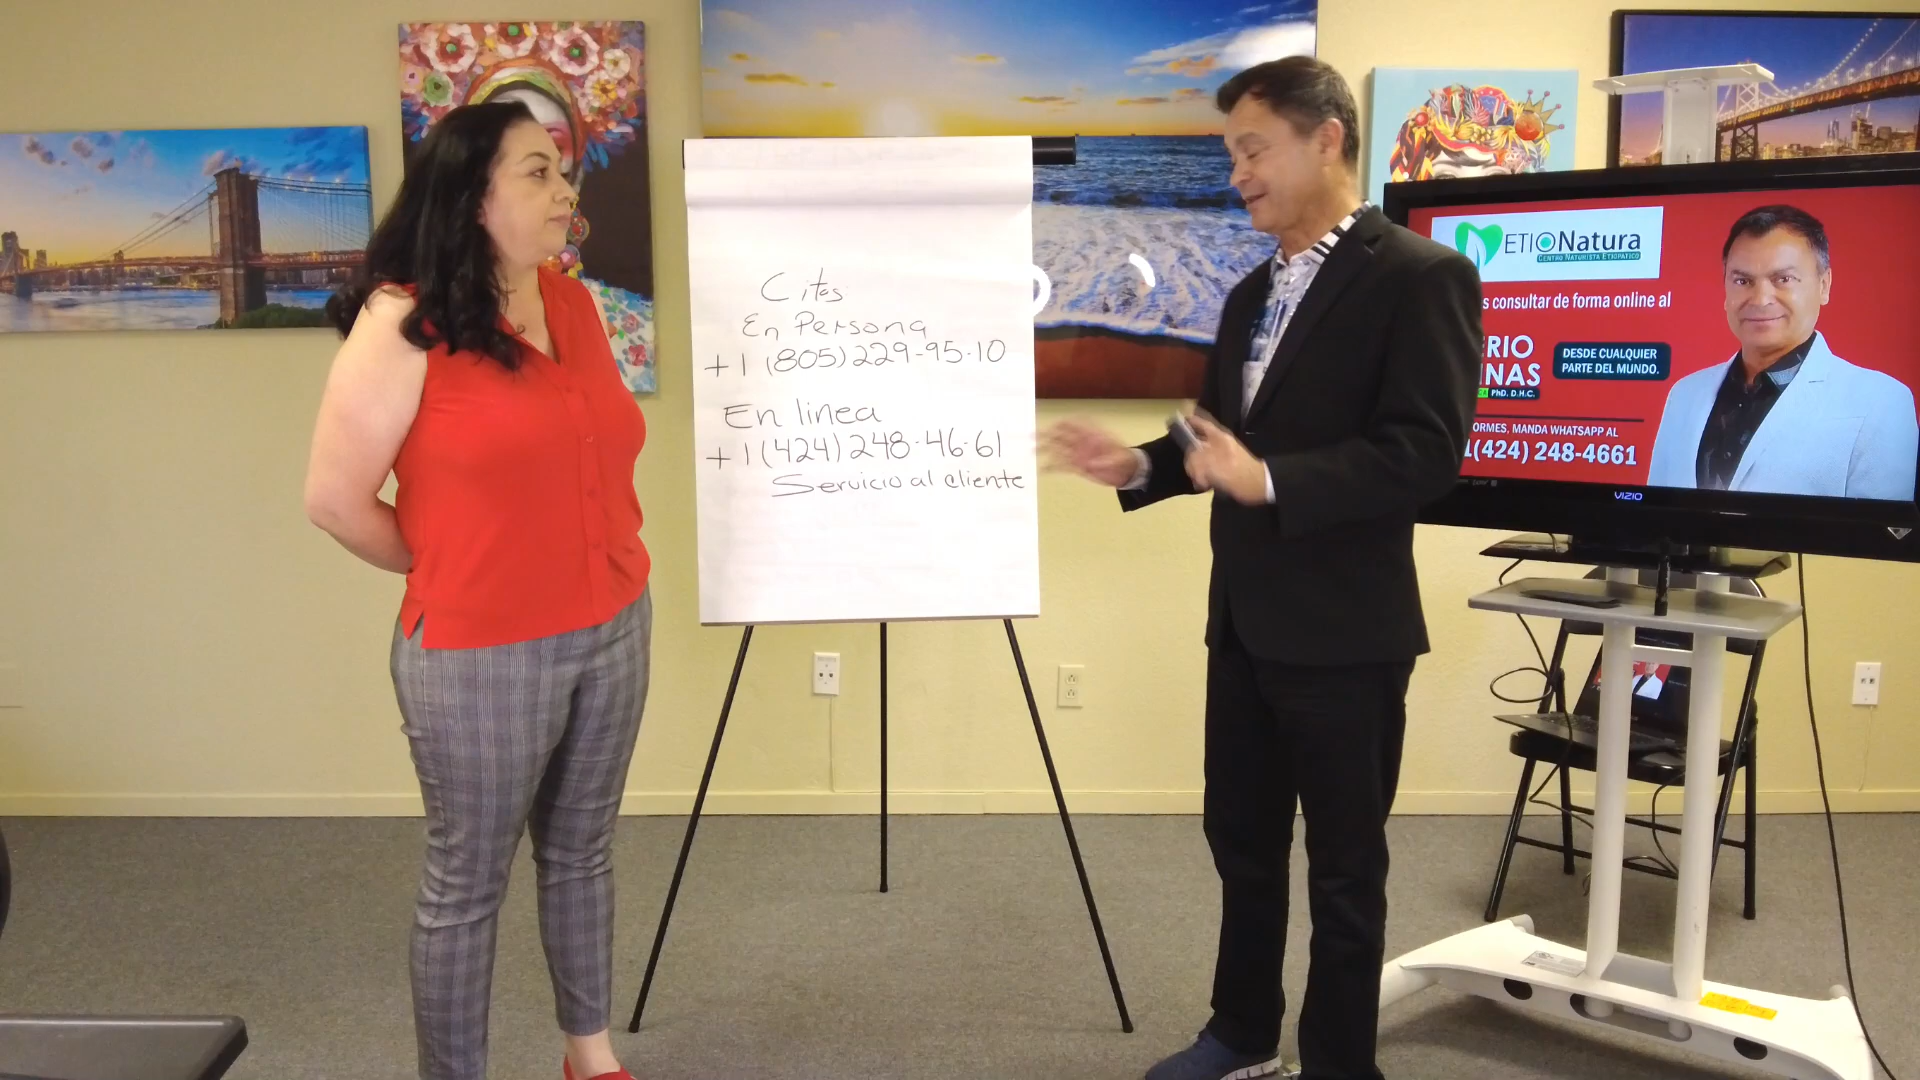 Citas
En Persona
+1 (805) 229-95-10
En linea
+1 (424) 248-46-61
Servicio al cliente
ETIONatura
CENTRO NATURISTA ETIOPATICO
s consultar de forma online al
ERIO
INAS
PhD. D.H.C.
DESDE CUALQUIER
PARTE DEL MUNDO.
ORMES, MANDA WHATSAPP AL
1(424) 248-4661
VIZIO